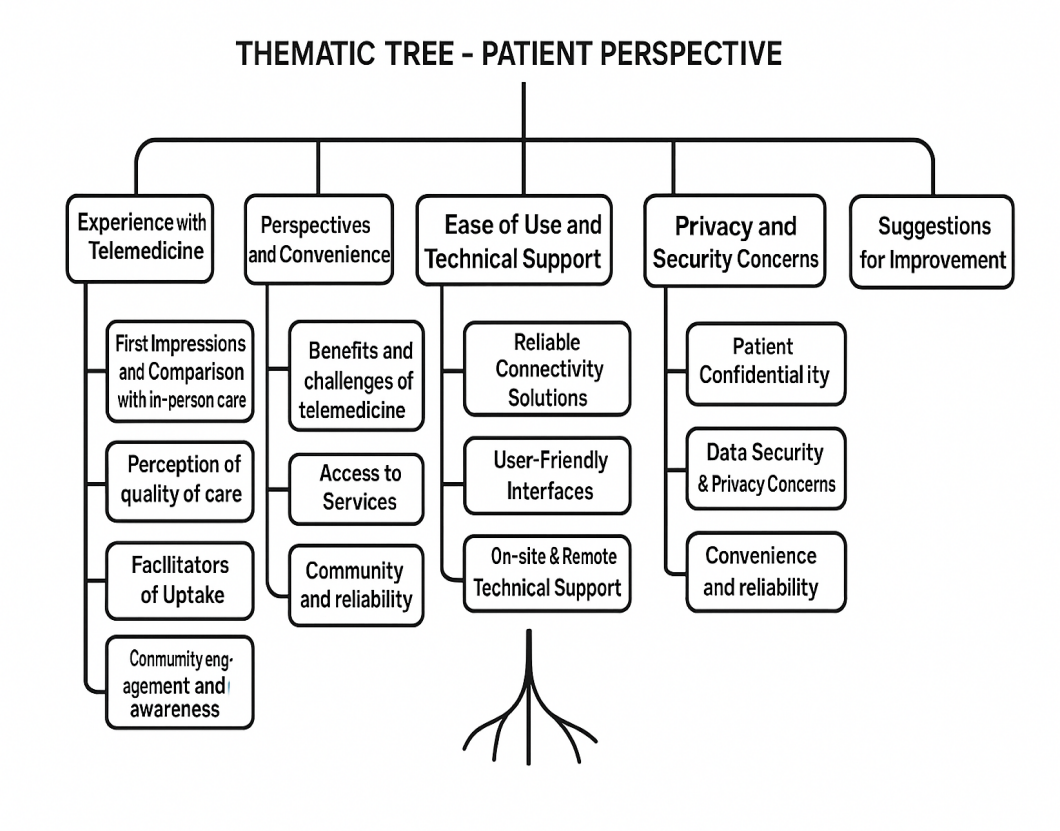 THEMATIC TREE – PATIENT PERSPECTIVE
Experience with
Telemedicine
First Impressions
and Comparison
with in-person care
Perception of
quality of care
Facllitators
of Uptake
Conmumity eng-
agement and
awareness
Perspectives
and Convenience
Benefits and
challenges of
telemedicine
Access to
Services
Community
and reliability
Ease of Use and
Technical Support
Reliable
Connectivity
Solutions
User-Friendly
Interfaces
On-site & Remote
Technical Support
Privacy and
Security Concerns
Patient
Confidentiality
Data Security
& Privacy Concerns
Convenience
and reliability
Suggestions
for Improvement